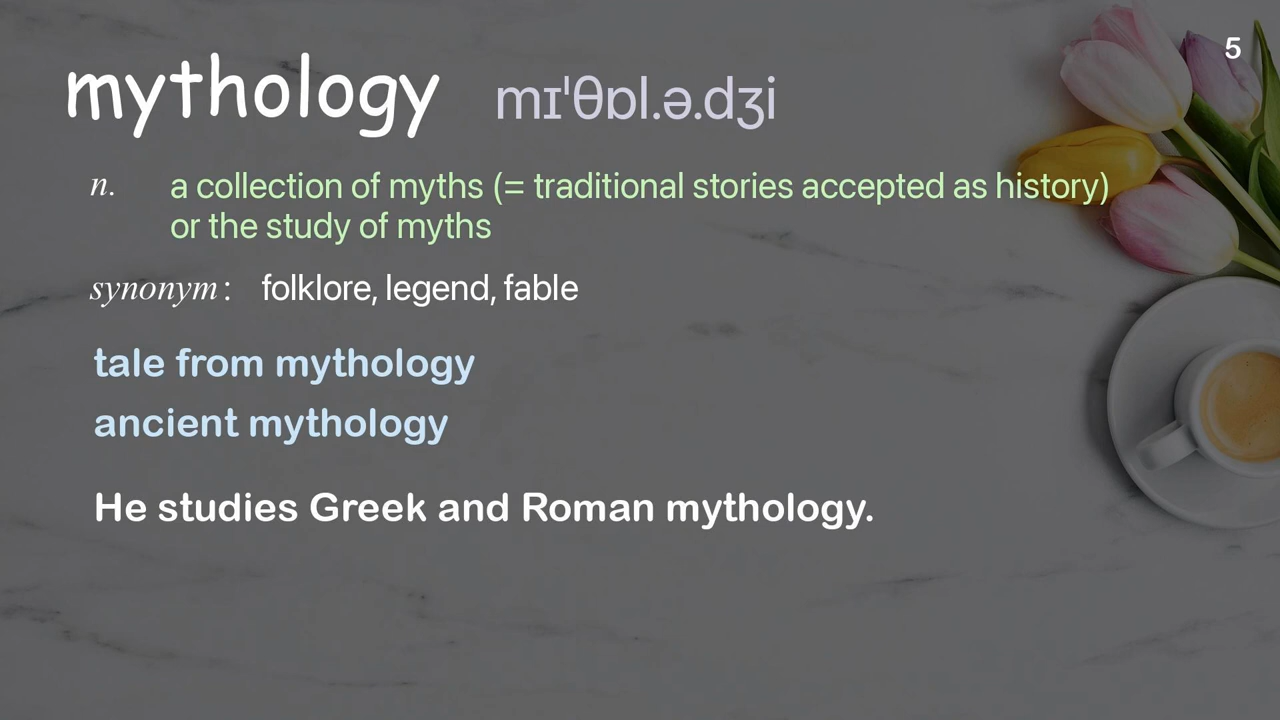 5
mythology mɪˈθɒl.ə.dʒi
n. a collection of myths (= traditional stories accepted as history)
or the study of myths
synonym: folklore, legend, fable
tale from mythology
ancient mythology
He studies Greek and Roman mythology.